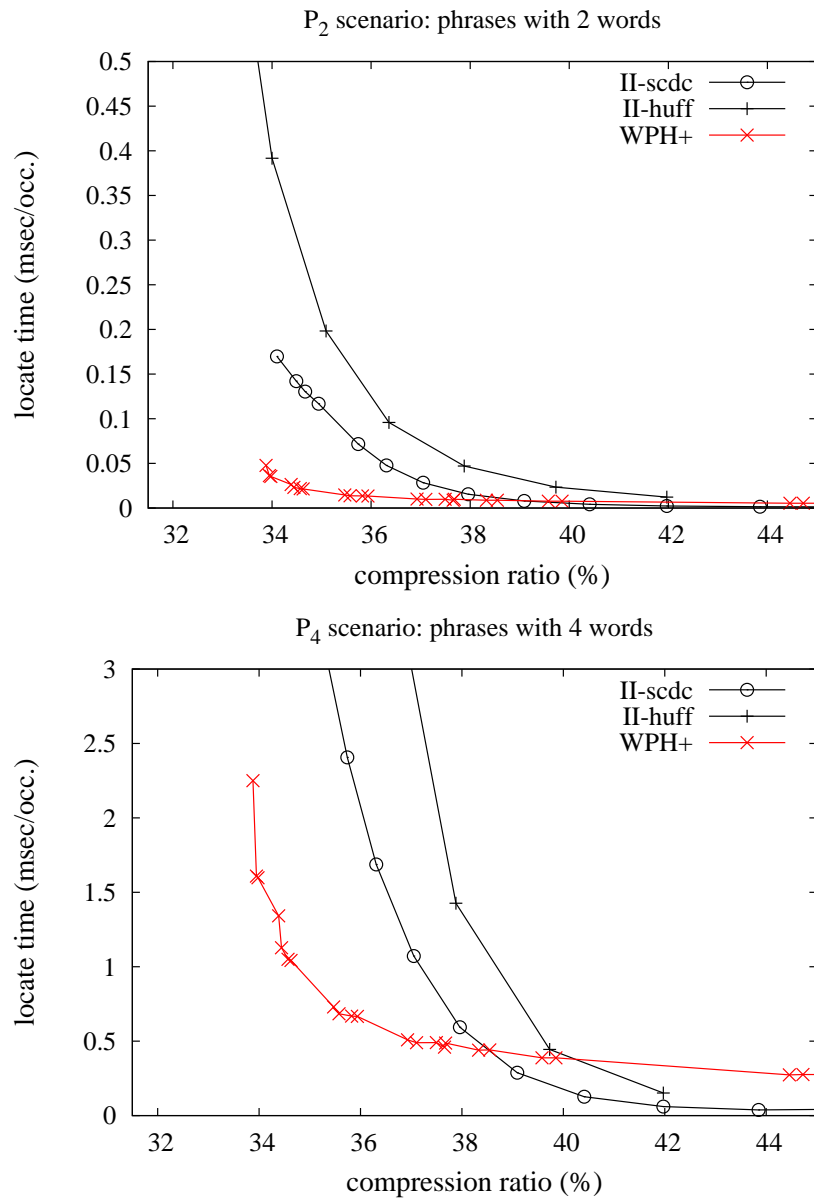 P2 scenario: phrases with 2 words
0.5
0.45
0.4
0.35
0.3
0.25
0.2
0.15
0.1
0.05
0
locate time (msec/occ.)
II-scdc
II-huff
WPH+
32 34 36 38 40 42 44
compression ratio (%)
P4 scenario: phrases with 4 words
3
2.5
2
1.5
1
0.5
0
locate time (msec/occ.)
II-scdc
II-huff
WPH+
32 34 36 38 40 42 44
compression ratio (%)